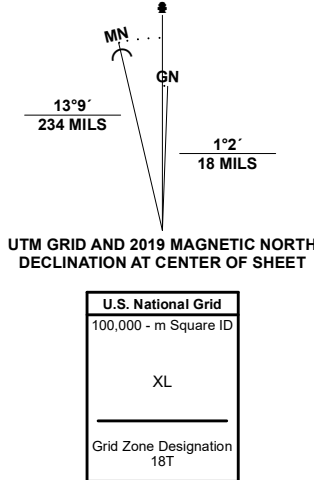 MN
GN
13°9´
234 MILS
1°2´
18 MILS
UTM GRID AND 2019 MAGNETIC NORTH
DECLINATION AT CENTER OF SHEET
U.S. National Grid
100,000 - m Square ID
XL
Grid Zone Designation
18T